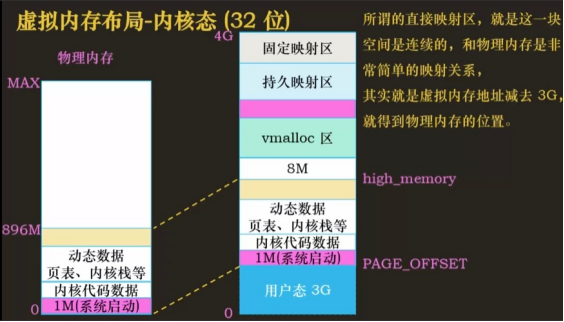 虚拟内存布局-内核态 (32 位)
所谓的直接映射区，就是这一块
空间是连续的，和物理内存是非
常简单的映射关系，
其实就是虚拟内存地址减去 3G，
就得到物理内存的位置。
物理内存
MAX
896M
动态数据
页表、内核栈等
内核代码数据
1M(系统启动)
0
4G
固定映射区
持久映射区
vmalloc 区
8M
high_memory
动态数据
页表、内核栈等
内核代码数据
1M(系统启动)
PAGE_OFFSET
用户态 3G
0